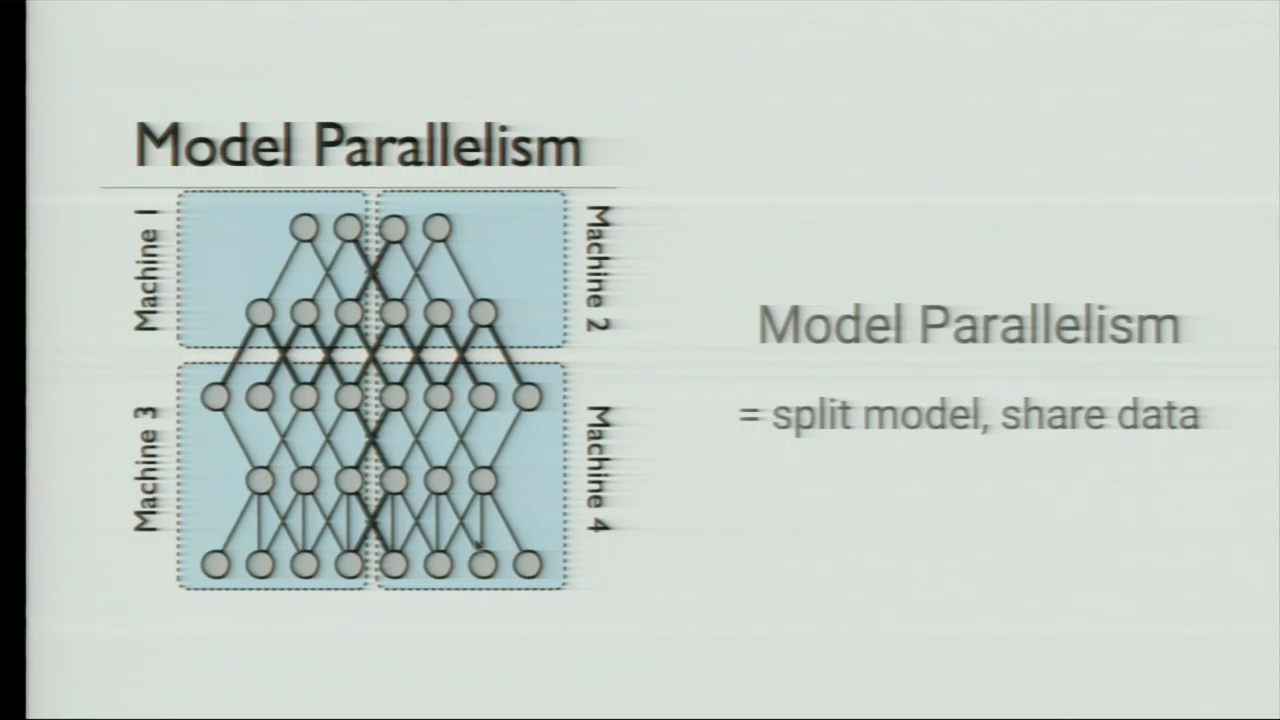 Model Parallelism
Machine 1
Machine 2
Machine 3
Machine 4
Model Parallelism
= split model, share data